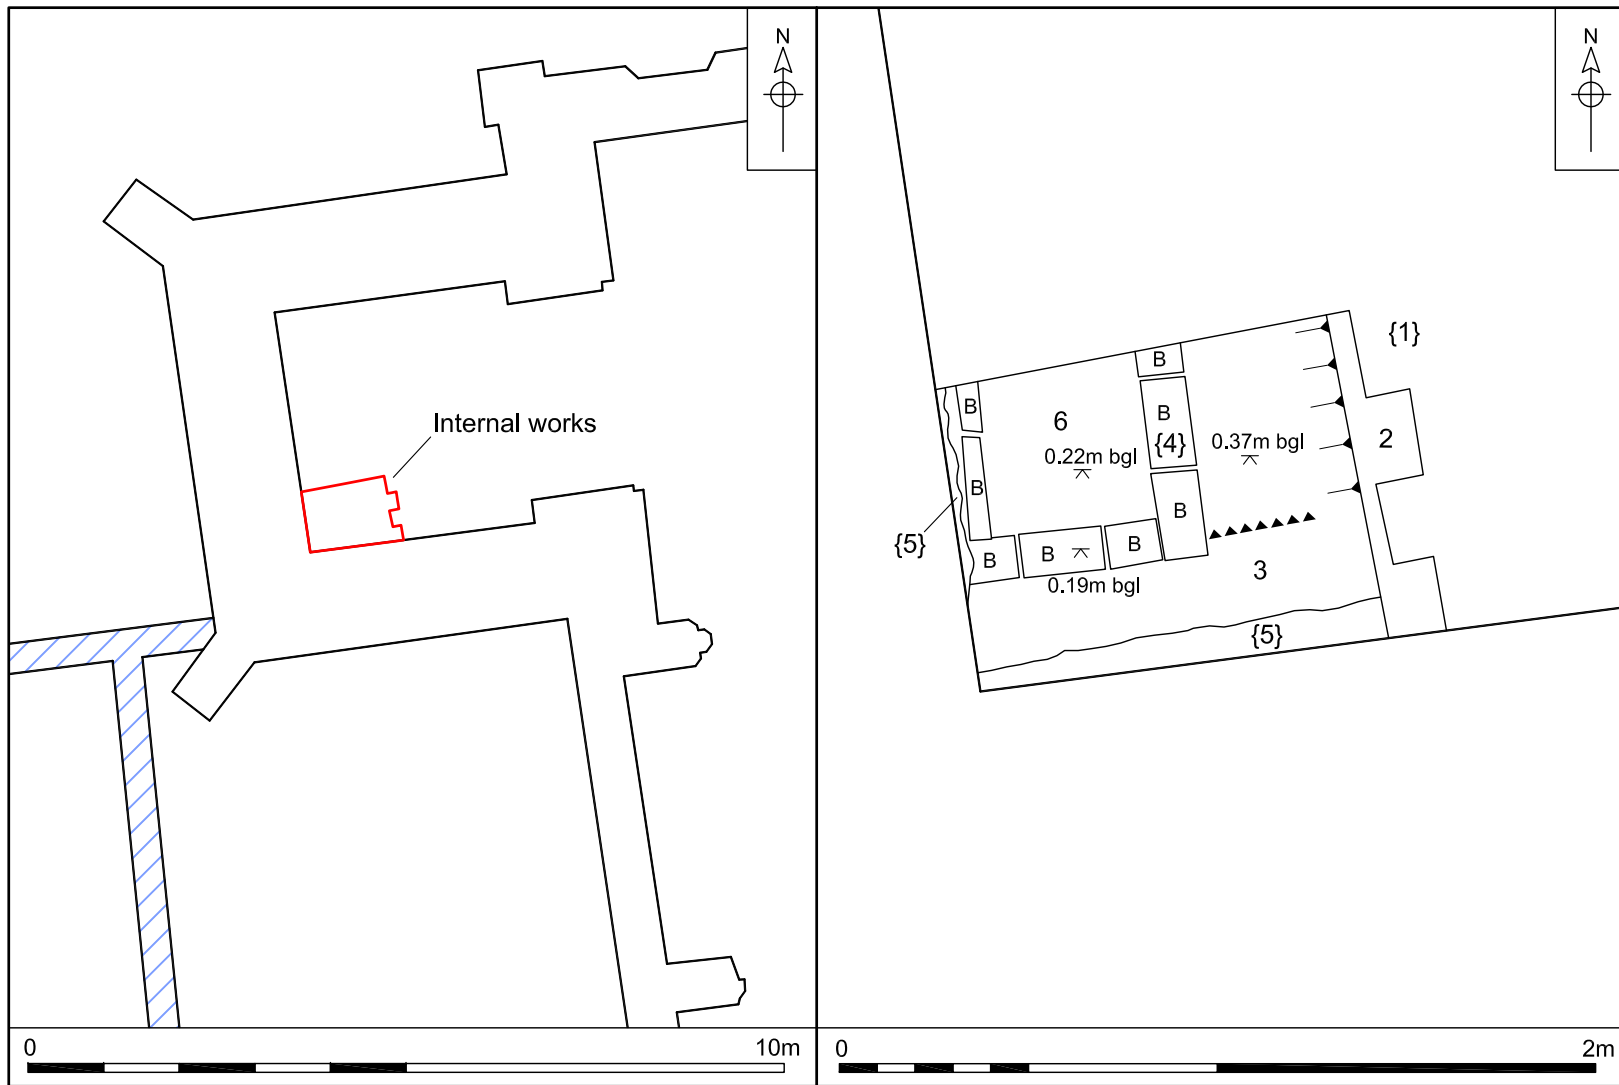 N
Internal works
0
10m
N
{1}
B
B
B
6
2
{4}
0.37m bgl
0.22m bgl
B
B
{5}
B
B
B
0.19m bgl
3
{5}
0
2m